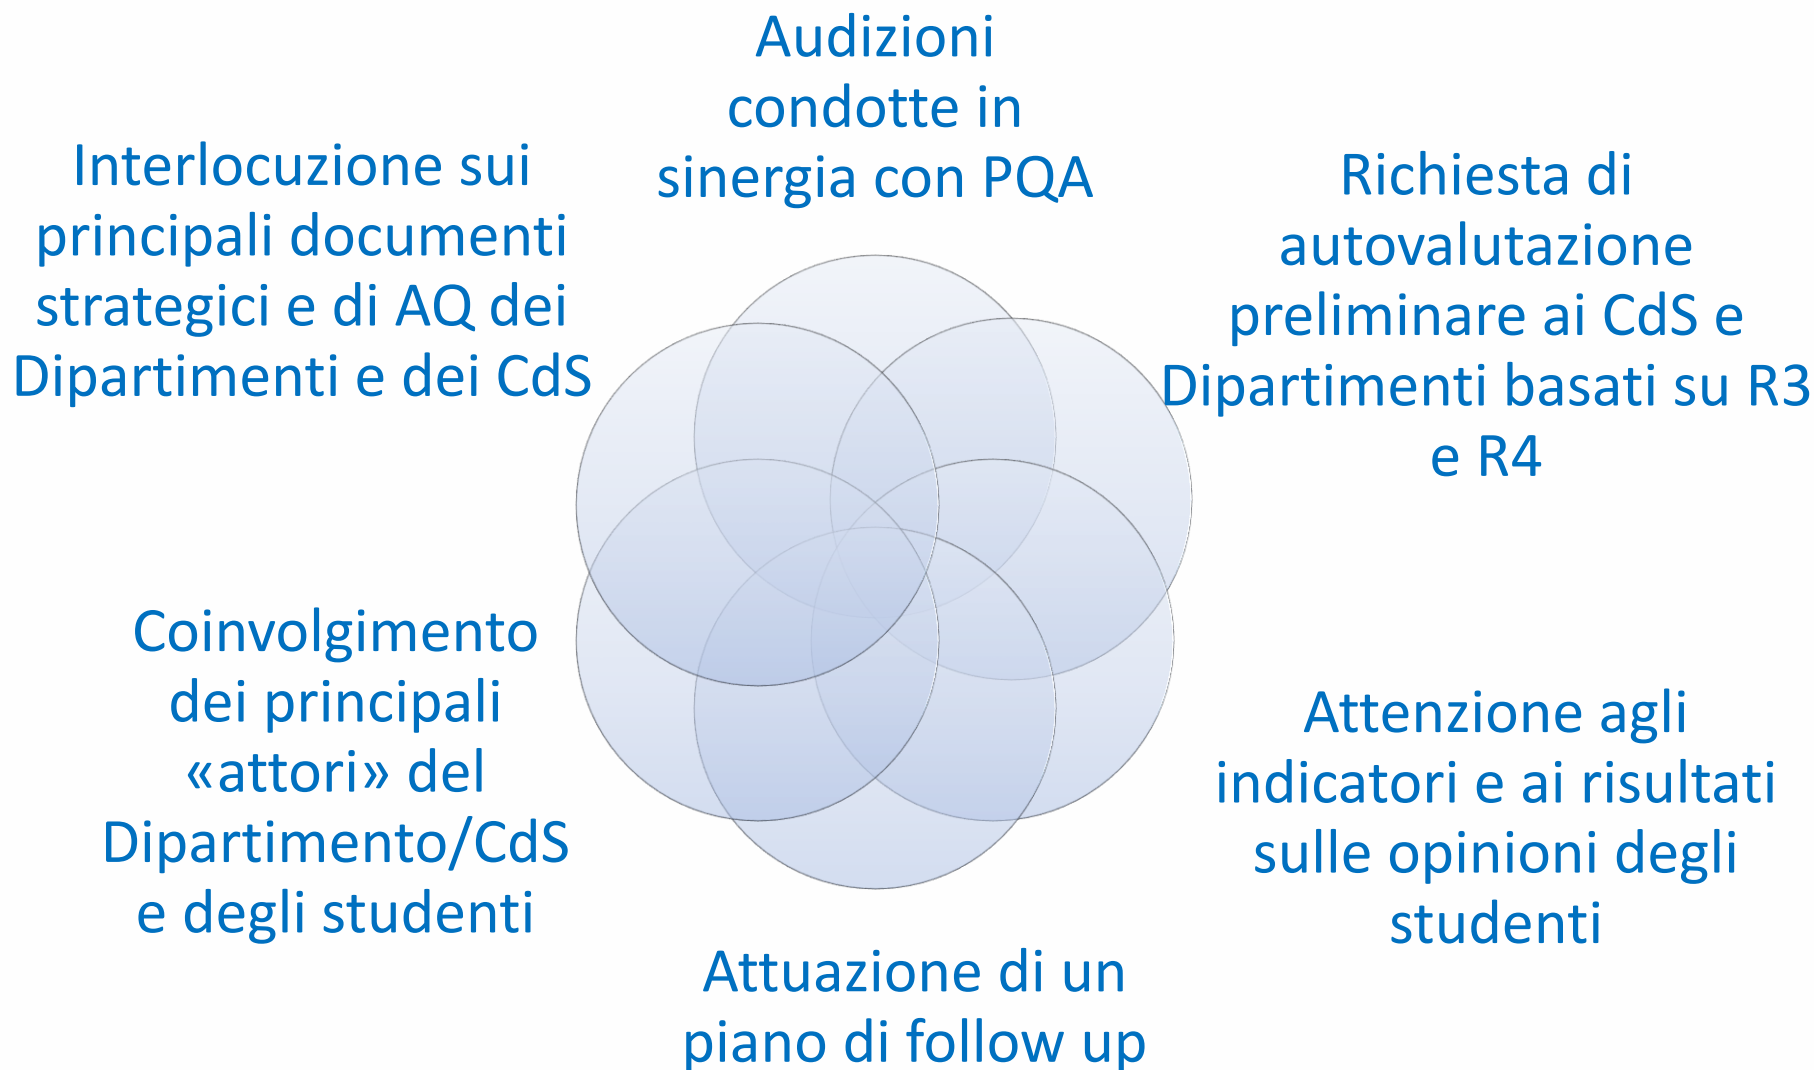 Audizioni
condotte in
sinergia con PQA
Richiesta di
autovalutazione
preliminare ai CdS e
Dipartimenti basati su R3
e R4
Attenzione agli
indicatori e ai risultati
sulle opinioni degli
studenti
Attuazione di un
piano di follow up
Coinvolgimento
dei principali
«attori» del
Dipartimento/CdS
e degli studenti
Interlocuzione sui
principali documenti
strategici e di AQ dei
Dipartimenti e dei CdS